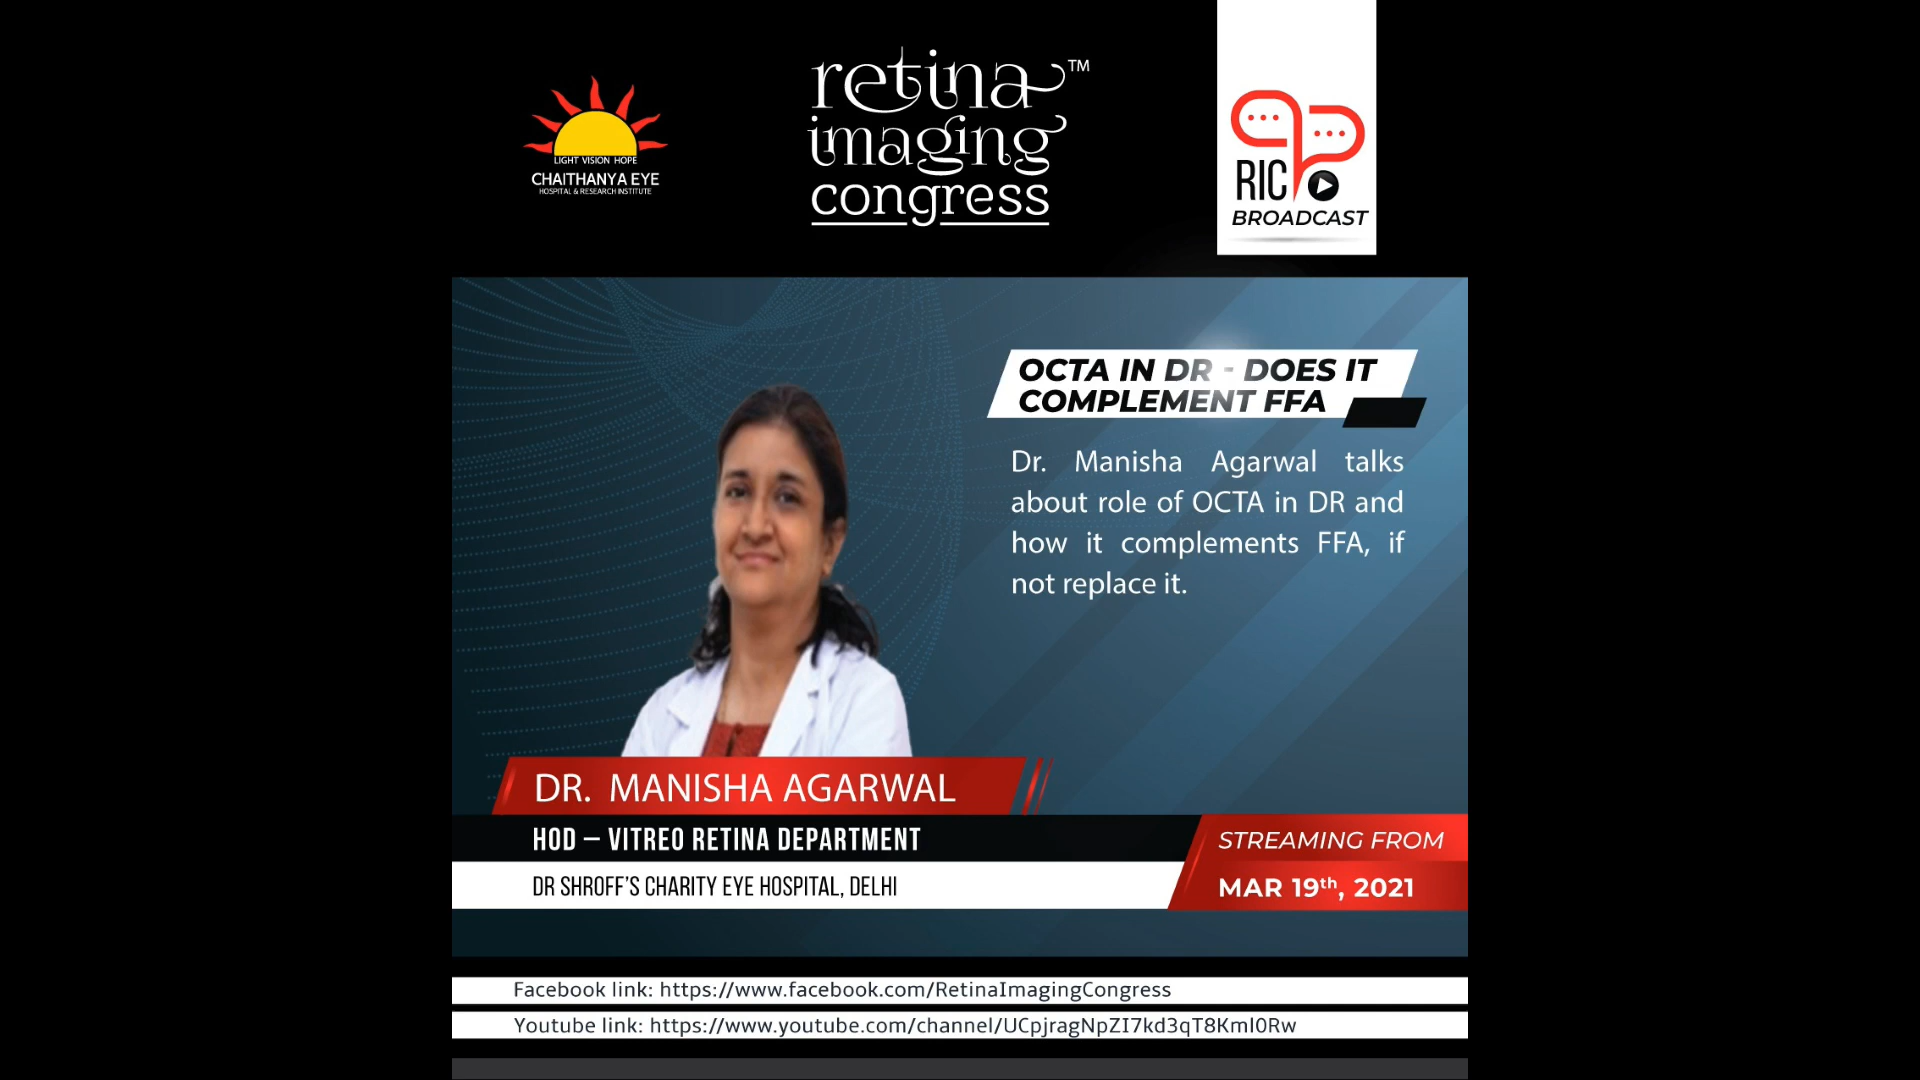 LIGHT VISION HOPE
CHAITHANYA EYE
HOSPITAL & RESEARCH INSTITUTE
retina™
imaging
congress
RIC
BROADCAST
OCTA IN DR - DOES IT
COMPLEMENT FFA
Dr. Manisha Agarwal talks
about role of OCTA in DR and
how it complements FFA, if
not replace it.
DR. MANISHA AGARWAL
HOD – VITREO RETINA DEPARTMENT
DR SHROFF'S CHARITY EYE HOSPITAL, DELHI
STREAMING FROM
MAR 19th, 2021
Facebook link: https://www.facebook.com/RetinaImagingCongress
Youtube link: https://www.youtube.com/channel/UCpjragNpZI7kd3qT8Kml0Rw